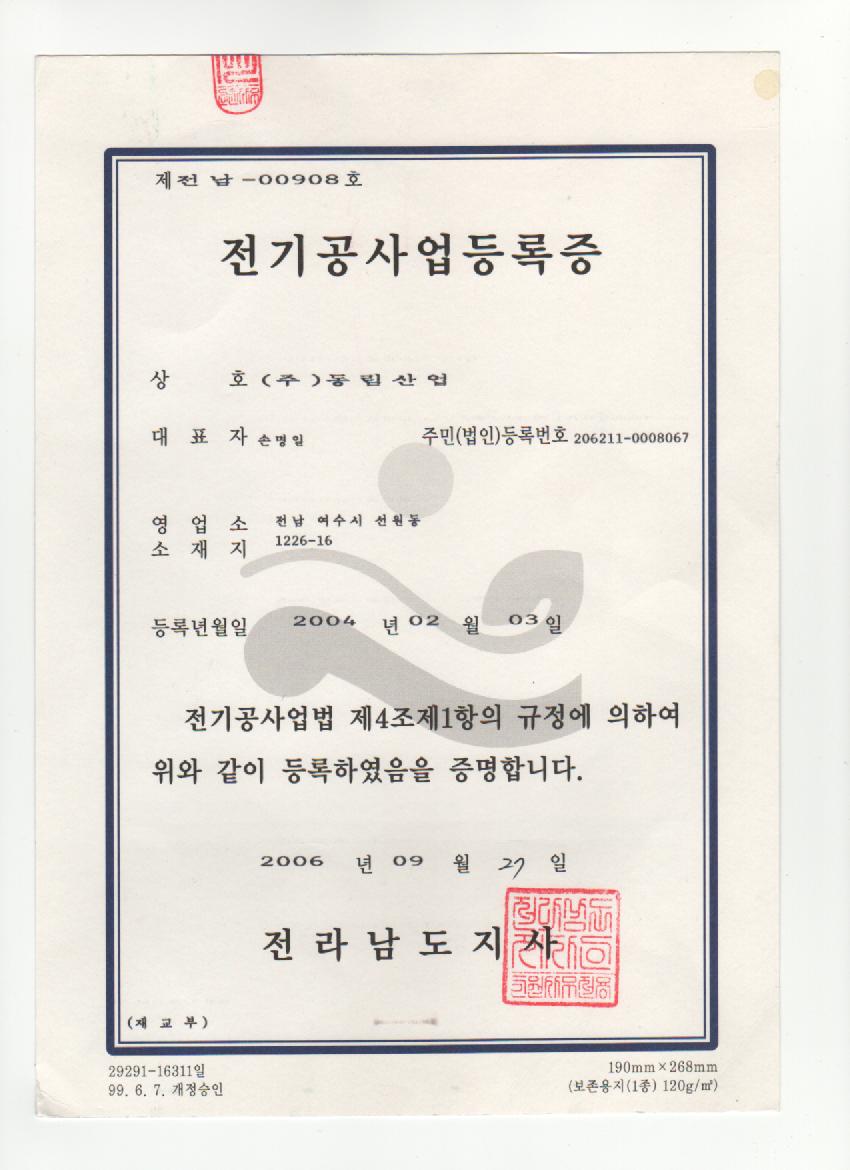 제전남-00908호
전기공사업등록증
상 호 (주)동림산업
대 표 자 손명일 주민(법인)등록번호 206211-0008067
영 업 소 전남 여수시 선원동
소 재 지 1226-16
등록년월일 2004 년 02 월 03 일
전기공사업법 제4조제1항의 규정에 의하여
위와 같이 등록하였음을 증명합니다.
2006 년 09 월 27 일
전라남도지사
(재 교 부)
29291-16311일 190mm×268mm
99. 6. 7. 개정승인 (보존용지(1종) 120g/㎡)